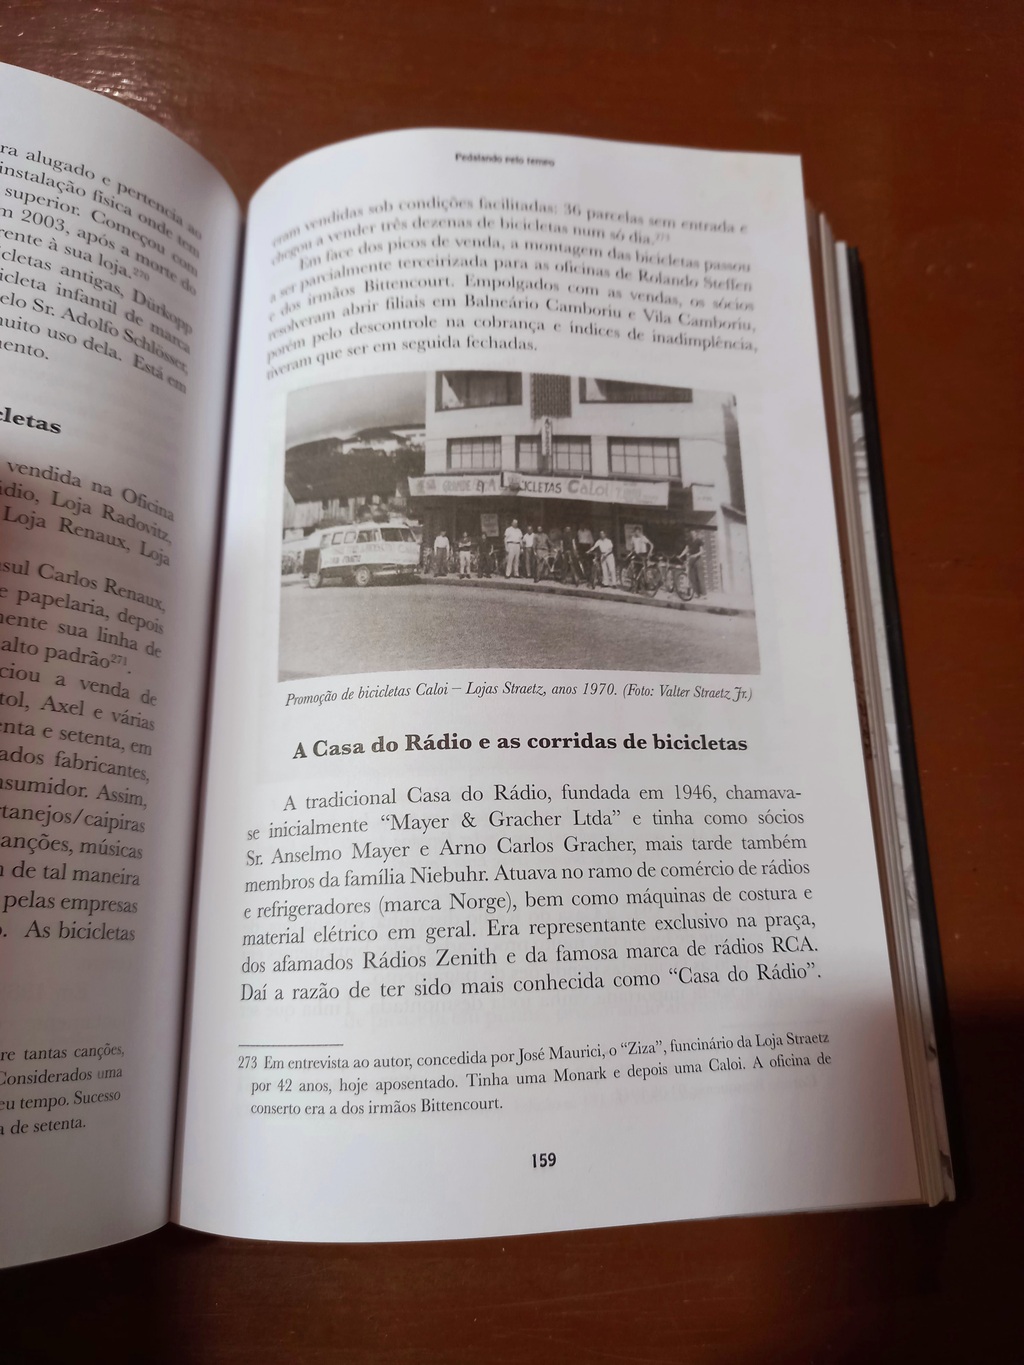 ra alugado e pertencia ao
instalação física onde tem
superior. Começou com
m 2003, após a morte do
rente à sua loja.270
cletas antigas, Dürkopp
icleta infantil de marca
elo Sr. Adolfo Schlösser,
muito uso dela. Está em
mento.
cletas
vendida na Oficina
ádio, Loja Radovitz,
Loja Renaux, Loja
sul Carlos Renaux,
e papelaria, depois
mente sua linha de
alto padrão271.
ciou a venda de
tol, Axel e várias
enta e setenta, em
ados fabricantes,
nsumidor. Assim,
rtanejos/caipiras
anções, músicas
m de tal maneira
pelas empresas
o. As bicicletas
re tantas canções,
Considerados uma
eu tempo. Sucesso
a de setenta.
Pedalando pelo tempo
eram vendidas sob condições facilitadas: 36 parcelas sem entrada e
chegou a vender três dezenas de bicicletas num só dia.273
Em face dos picos de venda, a montagem das bicicletas passou
a ser parcialmente terceirizada para as oficinas de Rolando Steffen
e dos irmãos Bittencourt. Empolgados com as vendas, os sócios
resolveram abrir filiais em Balneário Camboriu e Vila Camboriu,
porém pelo descontrole na cobrança e índices de inadimplência,
tiveram que ser em seguida fechadas.
GRANDE
BICICLETAS CALOI
Promoção de bicicletas Caloi – Lojas Straetz, anos 1970. (Foto: Valter Straetz Jr.)
A Casa do Rádio e as corridas de bicicletas
A tradicional Casa do Rádio, fundada em 1946, chamava-
se inicialmente “Mayer & Gracher Ltda” e tinha como sócios
Sr. Anselmo Mayer e Arno Carlos Gracher, mais tarde também
membros da família Niebuhr. Atuava no ramo de comércio de rádios
e refrigeradores (marca Norge), bem como máquinas de costura e
material elétrico em geral. Era representante exclusivo na praça,
dos afamados Rádios Zenith e da famosa marca de rádios RCA.
Daí a razão de ter sido mais conhecida como “Casa do Rádio”.
273 Em entrevista ao autor, concedida por José Maurici, o “Ziza”, funcinário da Loja Straetz
por 42 anos, hoje aposentado. Tinha uma Monark e depois uma Caloi. A oficina de
conserto era a dos irmãos Bittencourt.
159